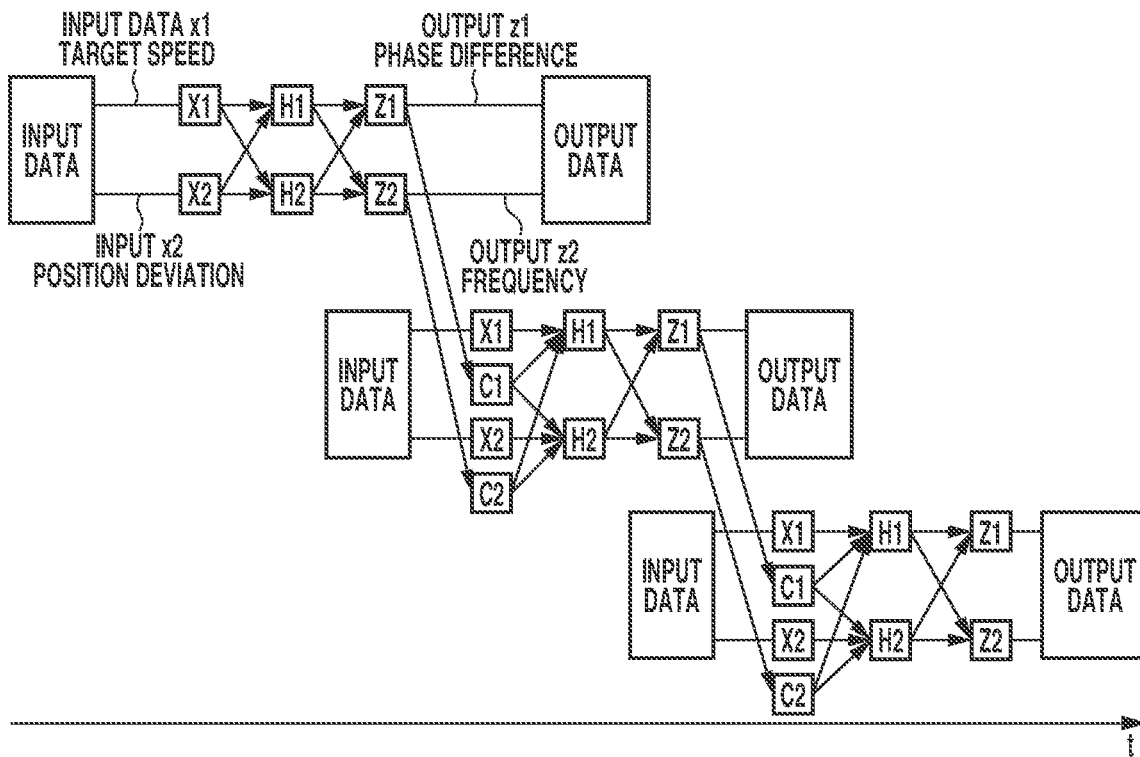 INPUT DATA x1
TARGET SPEED
OUTPUT z1
PHASE DIFFERENCE
INPUT
DATA
X1
H1
Z1
X2
H2
Z2
OUTPUT
DATA
INPUT x2
POSITION DEVIATION
OUTPUT z2
FREQUENCY
INPUT
DATA
X1
H1
Z1
C1
X2
H2
Z2
C2
OUTPUT
DATA
INPUT
DATA
X1
H1
Z1
C1
X2
H2
Z2
C2
OUTPUT
DATA
t